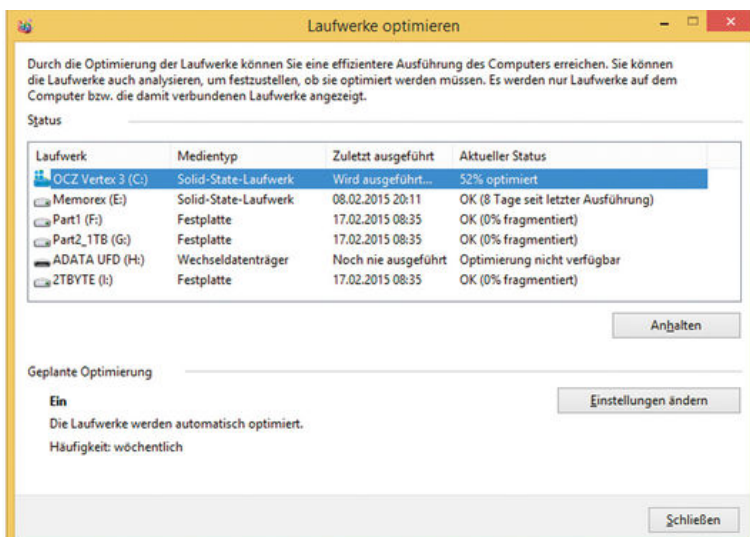 Laufwerke optimieren
Durch die Optimierung der Laufwerke können Sie eine effizientere Ausführung des Computers erreichen. Sie können
die Laufwerke auch analysieren, um festzustellen, ob sie optimiert werden müssen. Es werden nur Laufwerke auf dem
Computer bzw. die damit verbundenen Laufwerke angezeigt.
Status
Laufwerk Medientyp Zuletzt ausgeführt Aktueller Status
OCZ Vertex 3 (C:) Solid-State-Laufwerk Wird ausgeführt... 52% optimiert
Memorex (E:) Solid-State-Laufwerk 08.02.2015 20:11 OK (8 Tage seit letzter Ausführung)
Part1 (F:) Festplatte 17.02.2015 08:35 OK (0% fragmentiert)
Part2_1TB (G:) Festplatte 17.02.2015 08:35 OK (0% fragmentiert)
ADATA UFD (H:) Wechseldatenträger Noch nie ausgeführt Optimierung nicht verfügbar
2TBYTE (I:) Festplatte 17.02.2015 08:35 OK (0% fragmentiert)
Anhalten
Geplante Optimierung
Ein
Einstellungen ändern
Die Laufwerke werden automatisch optimiert.
Häufigkeit: wöchentlich
Schließen